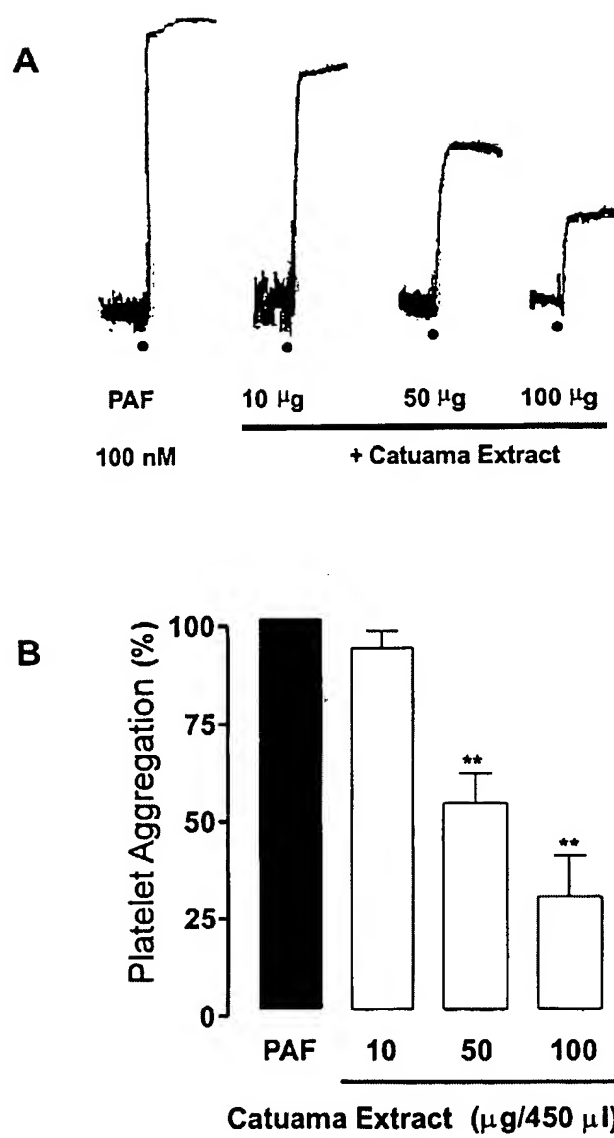 A
PAF 10 μg 50 μg 100 μg
100 nM + Catuama Extract
B
Platelet Aggregation (%)
100
75
50
25
0
**
**
PAF 10 50 100
Catuama Extract (μg/450 μl)